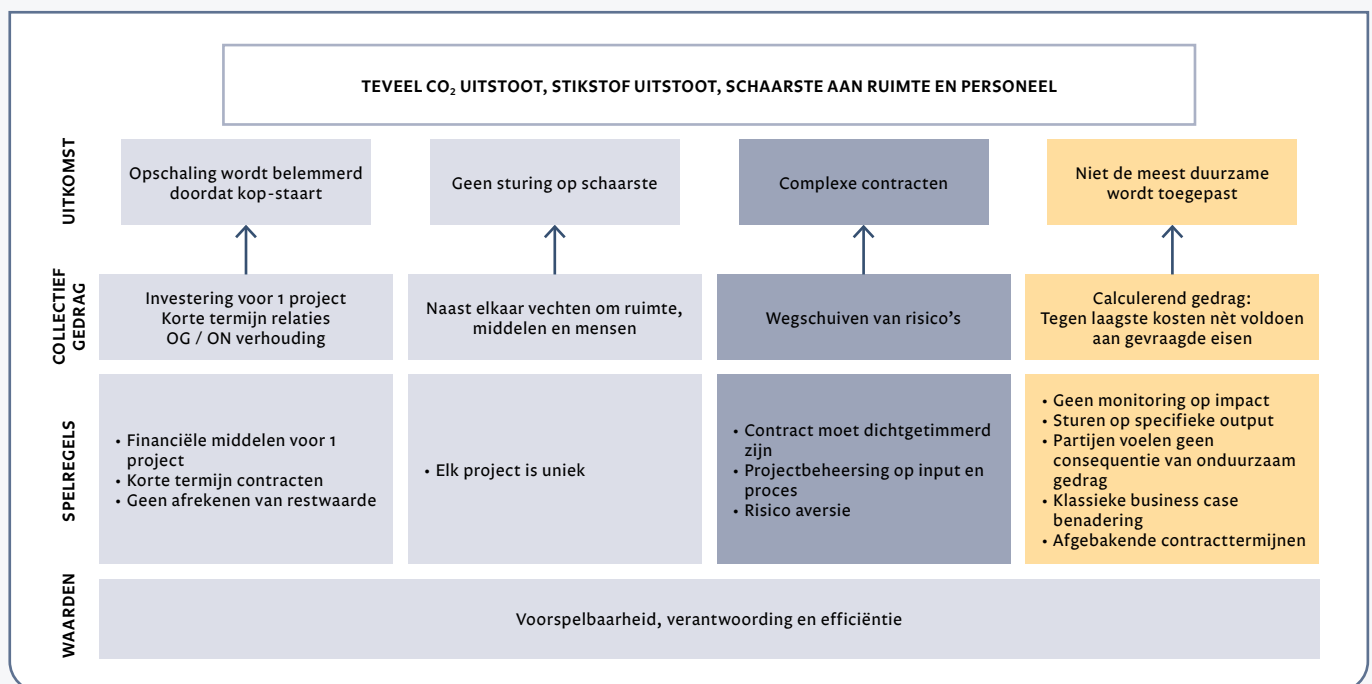 TEVEEL CO₂ UITSTOOT, STIKSTOF UITSTOOT, SCHAARSTE AAN RUIMTE EN PERSONEEL
UITKOMST
Opschaling wordt belemmerd
doordat kop-staart
Geen sturing op schaarste
Complexe contracten
Niet de meest duurzame
wordt toegepast
COLLECTIEF
GEDRAG
Investering voor 1 project
Korte termijn relaties
OG / ON verhouding
Naast elkaar vechten om ruimte,
middelen en mensen
Wegschuiven van risico's
Calculerend gedrag:
Tegen laagste kosten nèt voldoen
aan gevraagde eisen
SPELREGELS
• Financiële middelen voor 1
project
• Korte termijn contracten
• Geen afrekenen van restwaarde
• Elk project is uniek
• Contract moet dichtgetimmerd
zijn
• Projectbeheersing op input en
proces
• Risico aversie
• Geen monitoring op impact
• Sturen op specifieke output
• Partijen voelen geen
consequentie van onduurzaam
gedrag
• Klassieke business case
benadering
• Afgebakende contracttermijnen
WAARDEN
Voorspelbaarheid, verantwoording en efficiëntie